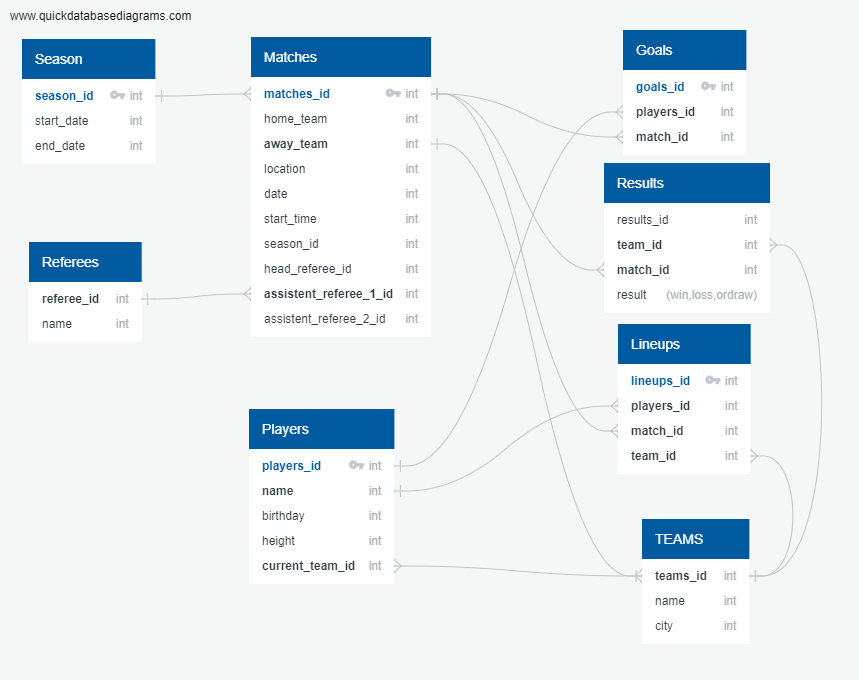 www.quickdatabasediagrams.com
Season
season_id int
start_date int
end_date int
Matches
matches_id int
home_team int
away_team int
location int
date int
start_time int
season_id int
head_referee_id int
assistent_referee_1_id int
assistent_referee_2_id int
Goals
goals_id int
players_id int
match_id int
Results
results_id int
team_id int
match_id int
result (win,loss,ordraw)
Referees
referee_id int
name int
Lineups
lineups_id int
players_id int
match_id int
team_id int
Players
players_id int
name int
birthday int
height int
current_team_id int
TEAMS
teams_id int
name int
city int